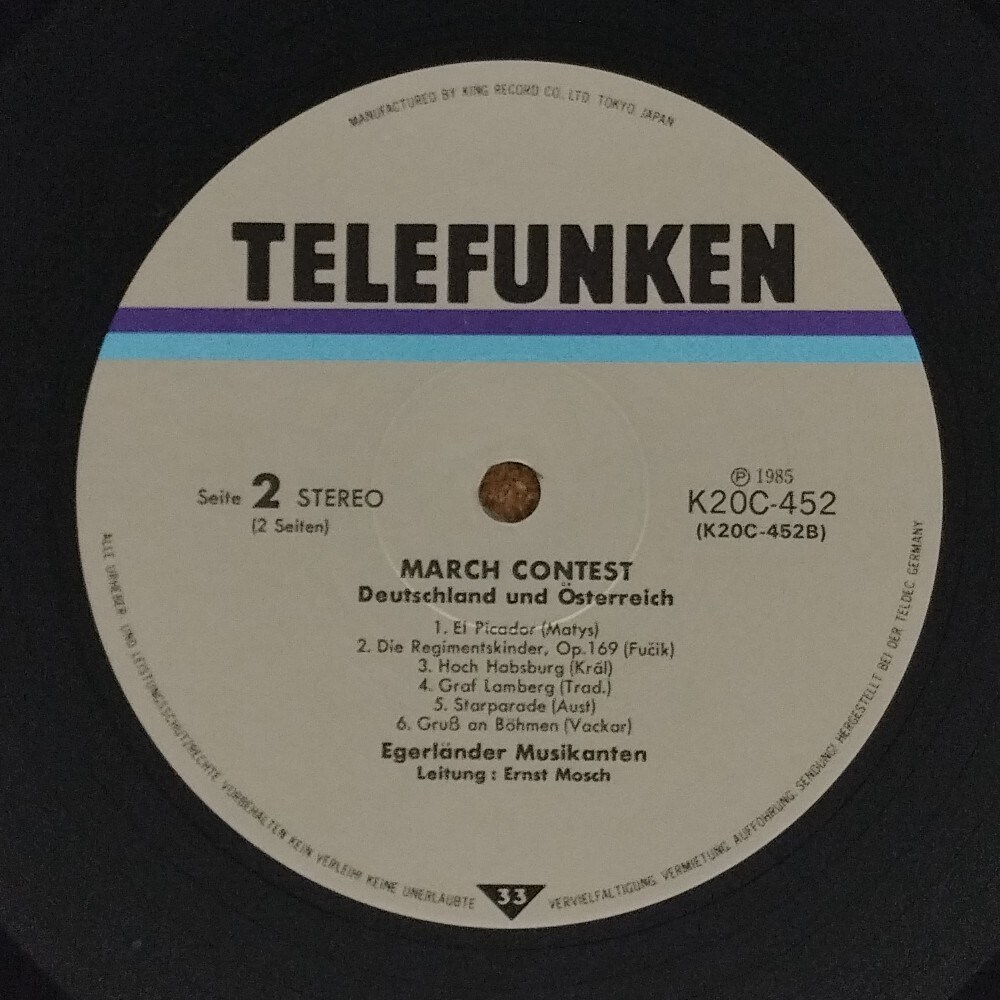 MANUFACTURED BY KING RECORD CO., LTD. TOKYO, JAPAN
TELEFUNKEN
Seite 2 STEREO
(2 Seiten)
Ⓟ 1985
K20C-452
(K20C-452B)
MARCH CONTEST
Deutschland und Österreich
1. El Picador (Matys)
2. Die Regimentskinder, Op.169 (Fučik)
3. Hoch Habsburg (Král)
4. Graf Lamberg (Trad.)
5. Starparade (Aust)
6. Gruß an Böhmen (Vackar)
Egerländer Musikanten
Leitung : Ernst Mosch
ALLE URHEBER UND LEISTUNGSSCHUTZRECHTE VORBEHALTEN KEIN VERLEIH! KEINE UNERLAUBTE
33
VERVIELFALTIGUNG, VERMIETUNG, AUFFOHRUNG, SENDUNG! HERGESTELLT BEI DER TELDEC GERMANY